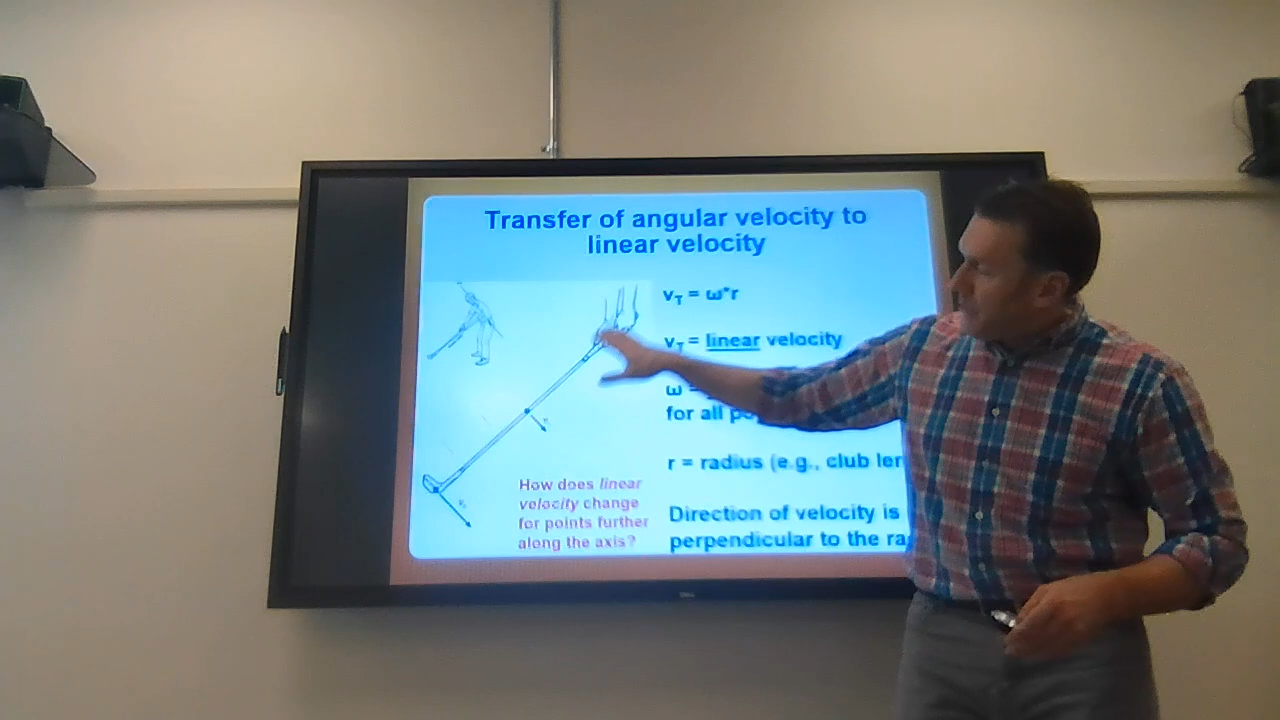 Transfer of angular velocity to
linear velocity
vT = ω*r
vT = linear velocity
ω =
for all
r = radius (e.g., club
Direction of velocity is
perpendicular to the
How does linear
velocity change
for points further
along the axis?